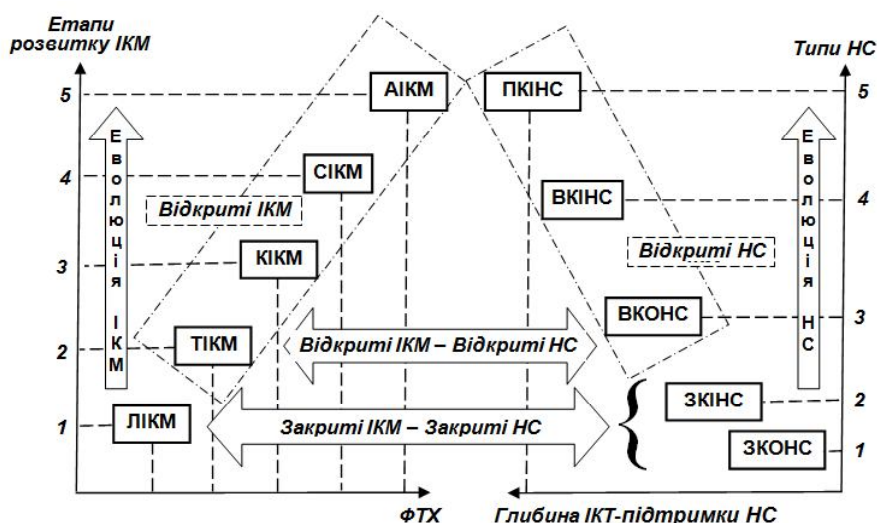 Етапи
розвитку ІКМ
Типи НС
5
АІКМ
ПКІНС
5
4
СІКМ
ВКІНС
4
Відкриті ІКМ
Відкриті НС
3
КІКМ
ВКОНС
3
2
ТІКМ
Відкриті ІКМ – Відкриті НС
ЗКІНС
2
1
ЛІКМ
Закриті ІКМ – Закриті НС
ЗКОНС
1
Еволюція ІКМ
Еволюція НС
ФТХ
Глибина ІКТ-підтримки НС